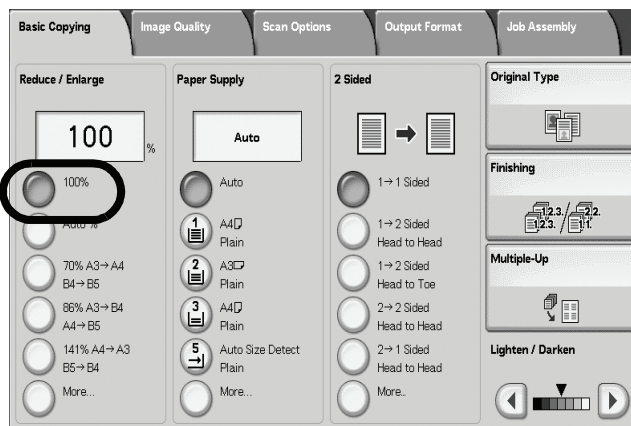 Basic Copying
Image Quality
Scan Options
Output Format
Job Assembly
Reduce / Enlarge
100
%
100%
Auto %
70% A3→A4
B4→B5
86% A3→B4
A4→B5
141% A4→A3
B5→B4
More...
Paper Supply
Auto
Auto
1
A4
Plain
2
A3
Plain
3
A4
Plain
5
Auto Size Detect
Plain
More...
2 Sided
1→1 Sided
1→2 Sided
Head to Head
1→2 Sided
Head to Toe
2→2 Sided
Head to Head
2→1 Sided
Head to Head
More..
Original Type
Finishing
1.2.3. / 2.2.
1.2.3. 1.1.
Multiple-Up
Lighten / Darken